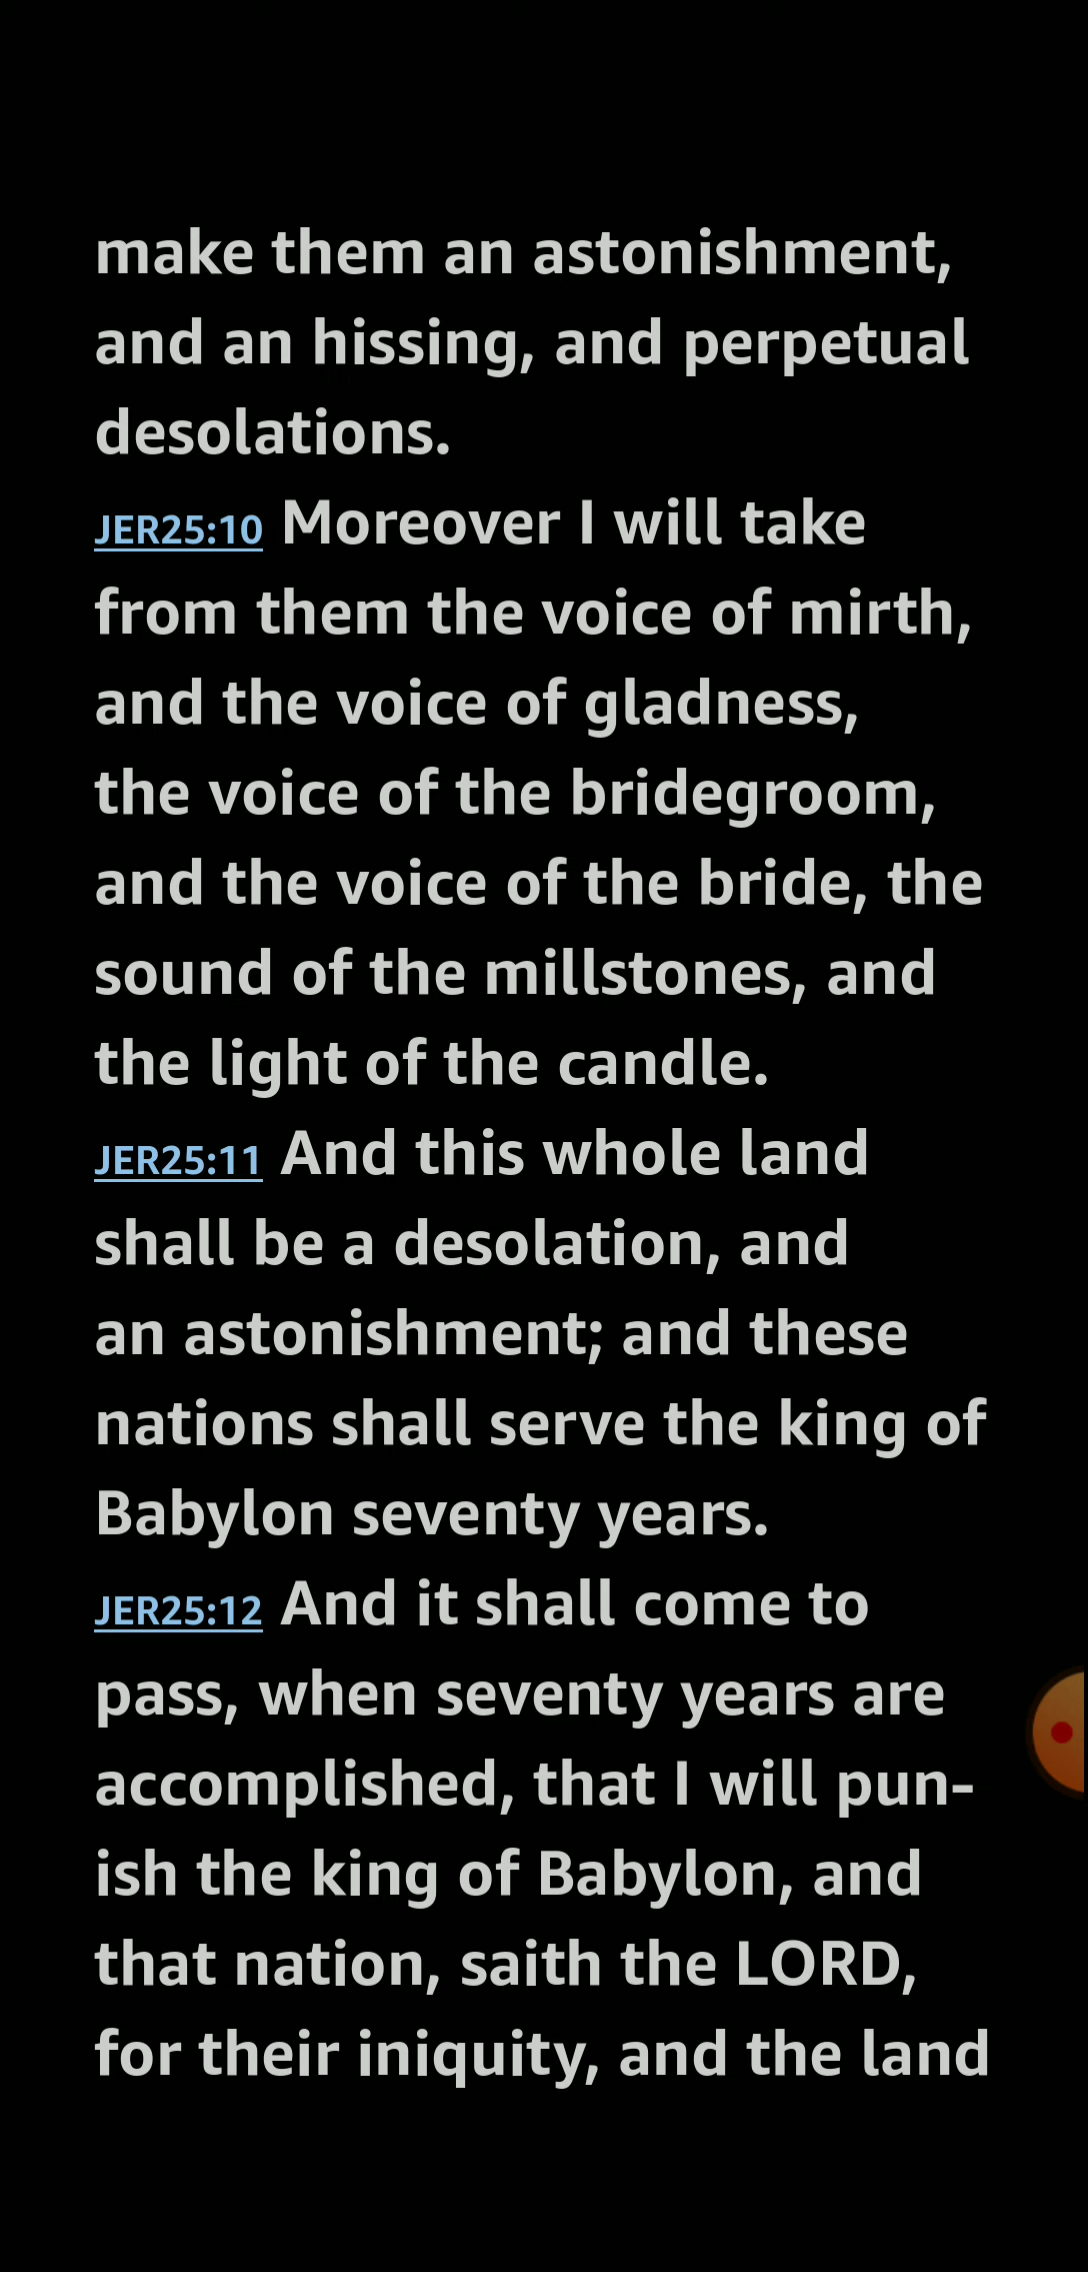 make them an astonishment,
and an hissing, and perpetual
desolations.
JER25:10 Moreover I will take
from them the voice of mirth,
and the voice of gladness,
the voice of the bridegroom,
and the voice of the bride, the
sound of the millstones, and
the light of the candle.
JER25:11 And this whole land
shall be a desolation, and
an astonishment; and these
nations shall serve the king of
Babylon seventy years.
JER25:12 And it shall come to
pass, when seventy years are
accomplished, that I will pun-
ish the king of Babylon, and
that nation, saith the LORD,
for their iniquity, and the land